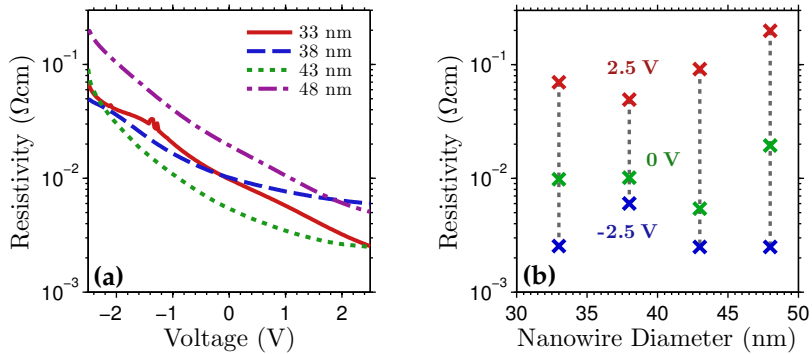 33 nm
38 nm
43 nm
48 nm
Resistivity (Ωcm)
10⁻¹
10⁻²
10⁻³
−2 −1 0 1 2
Voltage (V)
(a)
2.5 V
0 V
-2.5 V
Resistivity (Ωcm)
10⁻¹
10⁻²
10⁻³
30 35 40 45 50
Nanowire Diameter (nm)
(b)